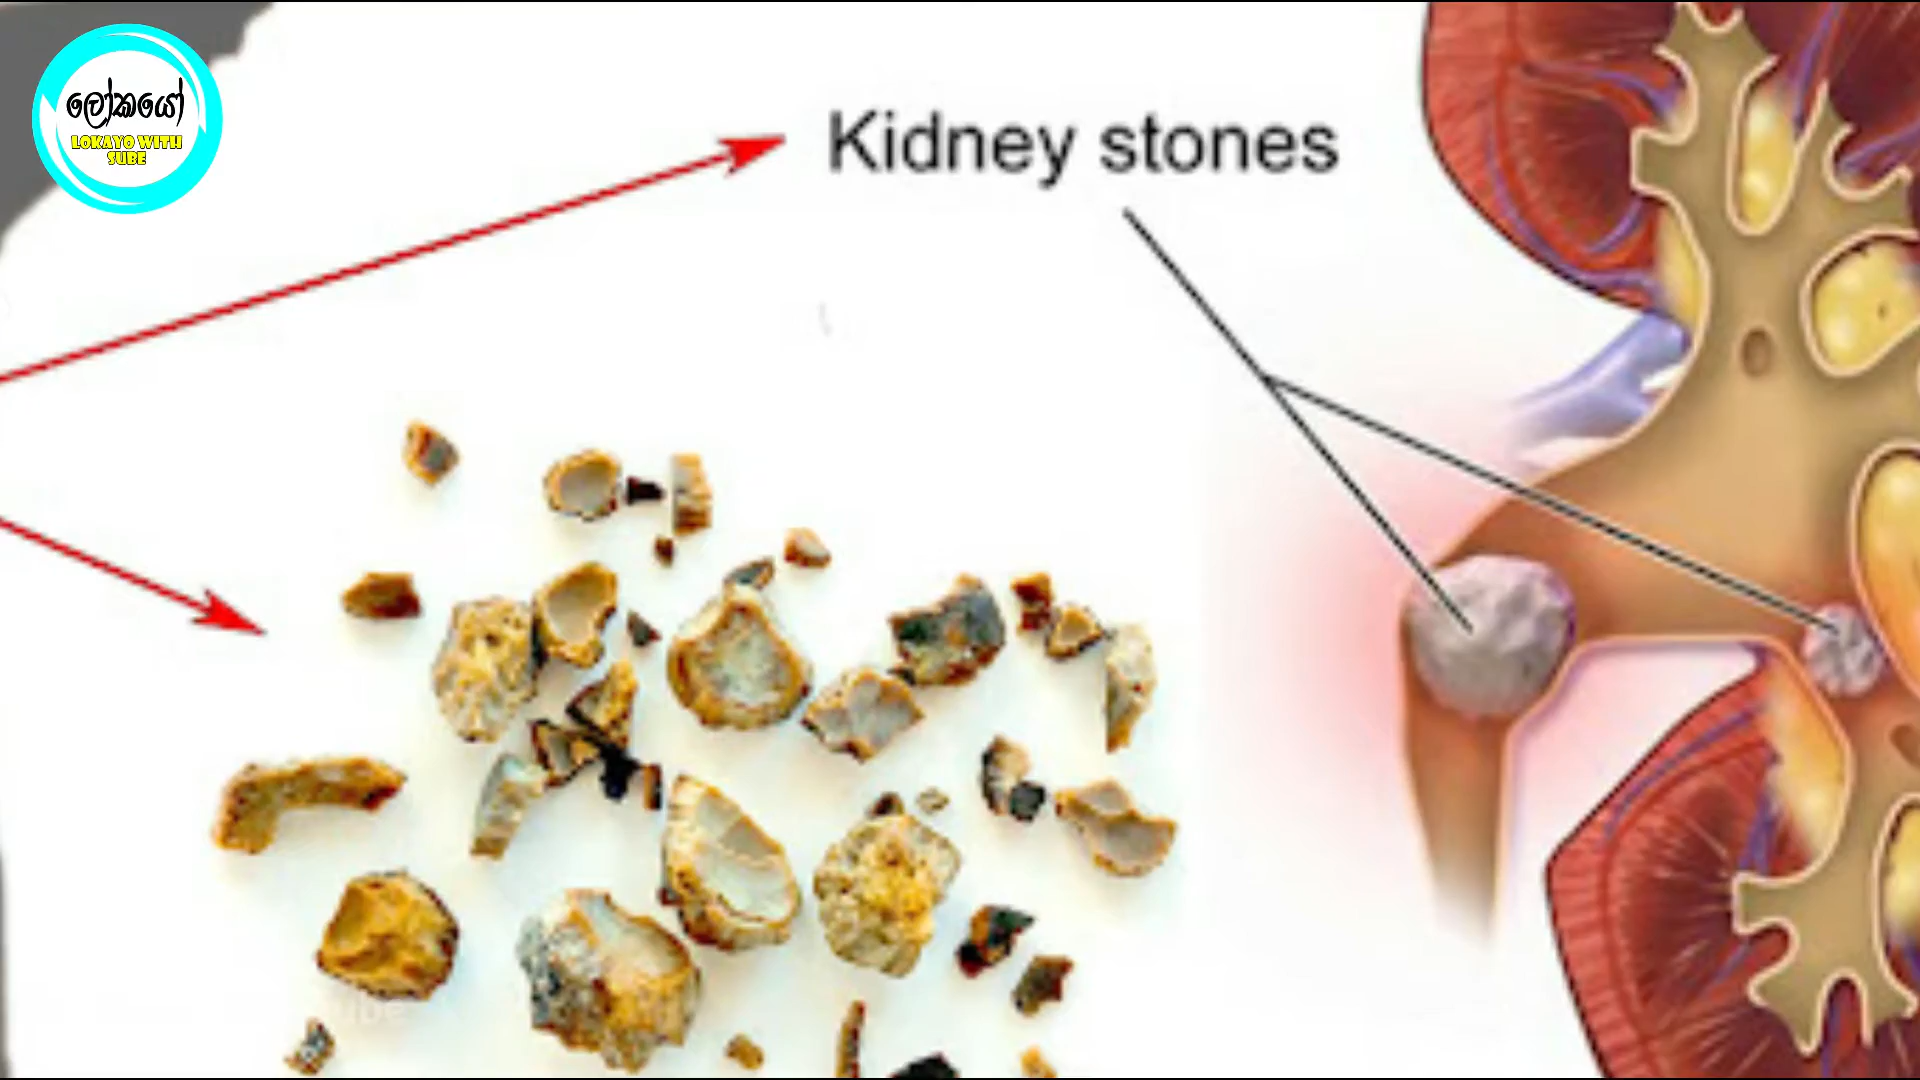 ලෝකයෝ
LOKAYO WITH
SUBE
Kidney stones